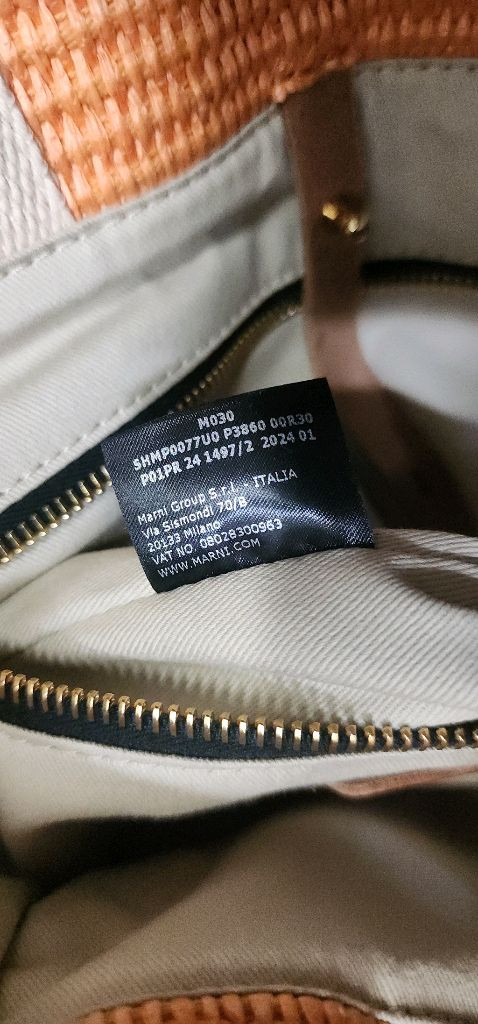 M030
SHMP0077U0 P3860 00R30
P01PR 24 1497/2 2024 01
Marni Group S.r.l. - ITALIA
Via Sismondi 70/B
20133 Milano
VAT NO. 08028300963
WWW.MARNI.COM